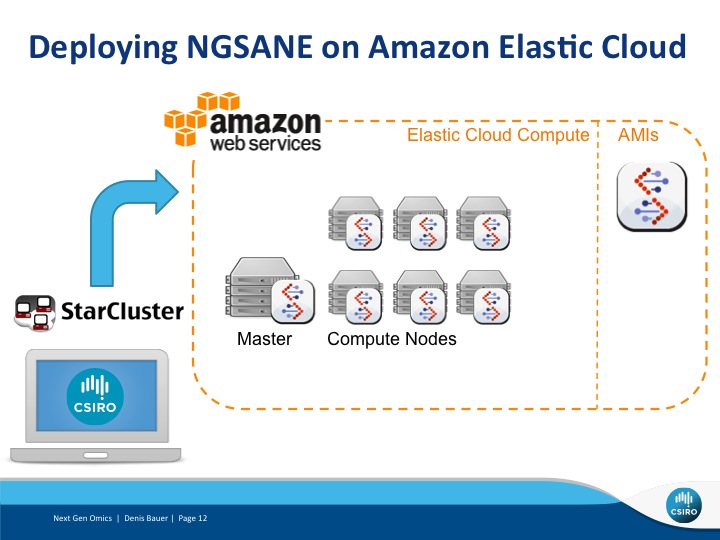 Deploying NGSANE on Amazon Elastic Cloud
amazon
web services
Elastic Cloud Compute
AMIs
StarCluster
Master
Compute Nodes
CSIRO
Next Gen Omics | Denis Bauer | Page 12
CSIRO